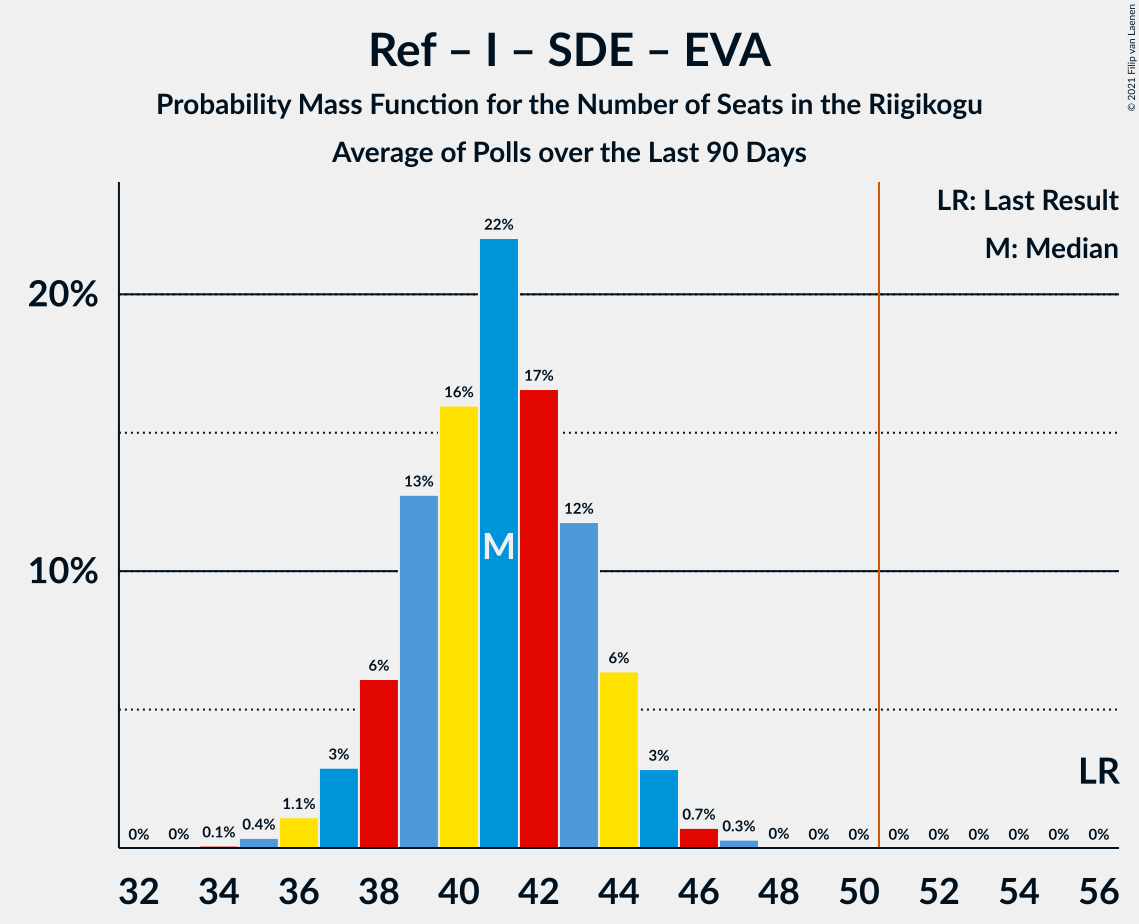 Ref – I – SDE – EVA
Probability Mass Function for the Number of Seats in the Riigikogu
Average of Polls over the Last 90 Days
© 2021 Filip van Laenen
LR: Last Result
M: Median
20%
10%
0% 0% 0.1% 0.4% 1.1% 3% 6% 13% 16% 22% 17% 12% 6% 3% 0.7% 0.3% 0% 0% 0% 0% 0% 0% 0% 0% 0%
M
LR
32 34 36 38 40 42 44 46 48 50 52 54 56